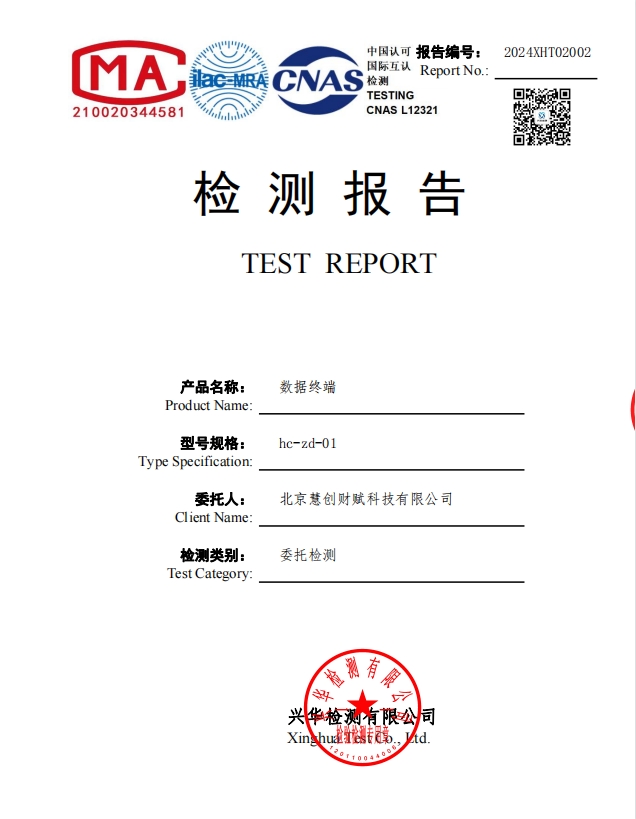 MA
210020344581
ilac-MRA
CNAS
中国认可
国际互认
检测
TESTING
CNAS L12321
报告编号： 2024XHT02002
Report No.:
检测报告
TEST REPORT
产品名称： 数据终端
Product Name:
型号规格： hc-zd-01
Type Specification:
委托人： 北京慧创财赋科技有限公司
Client Name:
检测类别： 委托检测
Test Category:
兴华检测有限公司
兴华检测有限公司
Xinghua Test Co., Ltd.
检验检测专用章